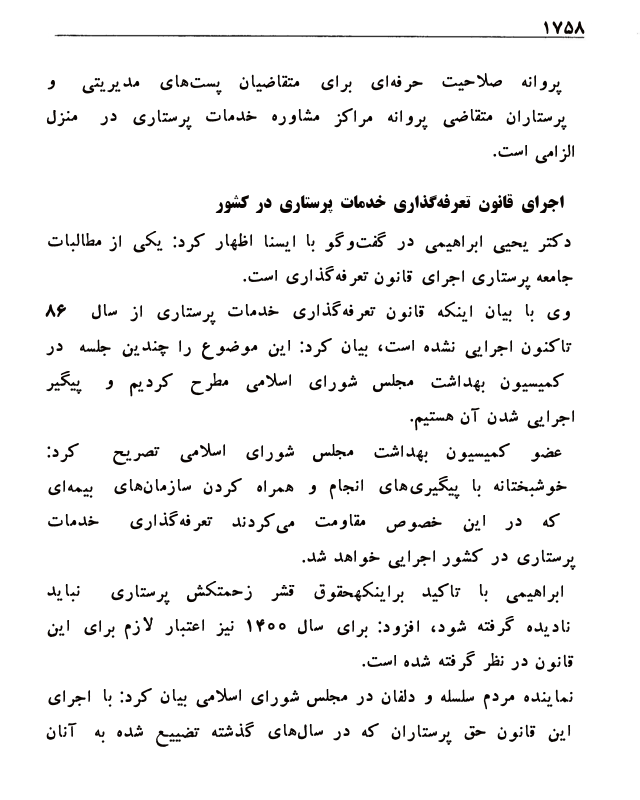 ۱۷۵۸
پروانه صلاحیت حرفه‌ای برای متقاضیان پست‌های مدیریتی و
پرستاران متقاضی پروانه مراکز مشاوره خدمات پرستاری در منزل
الزامی است.
اجرای قانون تعرفه‌گذاری خدمات پرستاری در کشور
دکتر یحیی ابراهیمی در گفت‌وگو با ایسنا اظهار کرد: یکی از مطالبات
جامعه پرستاری اجرای قانون تعرفه‌گذاری است.
وی با بیان اینکه قانون تعرفه‌گذاری خدمات پرستاری از سال ۸۶
تاکنون اجرایی نشده است، بیان کرد: این موضوع را چندین جلسه در
کمیسیون بهداشت مجلس شورای اسلامی مطرح کردیم و پیگیر
اجرایی شدن آن هستیم.
عضو کمیسیون بهداشت مجلس شورای اسلامی تصریح کرد:
خوشبختانه با پیگیری‌های انجام و همراه کردن سازمان‌های بیمه‌ای
که در این خصوص مقاومت می‌کردند تعرفه‌گذاری خدمات
پرستاری در کشور اجرایی خواهد شد.
ابراهیمی با تاکید براینکهحقوق قشر زحمتکش پرستاری نباید
نادیده گرفته شود، افزود: برای سال ۱۴۰۰ نیز اعتبار لازم برای این
قانون در نظر گرفته شده است.
نماینده مردم سلسله و دلفان در مجلس شورای اسلامی بیان کرد: با اجرای
این قانون حق پرستاران که در سال‌های گذشته تضییع شده به آنان